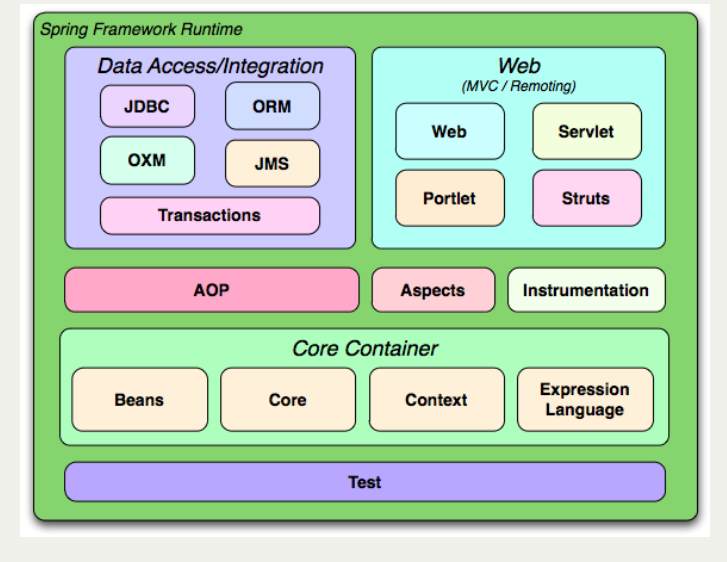 Spring Framework Runtime
Data Access/Integration
JDBC
ORM
OXM
JMS
Transactions
Web
(MVC / Remoting)
Web
Servlet
Portlet
Struts
AOP
Aspects
Instrumentation
Core Container
Beans
Core
Context
Expression
Language
Test